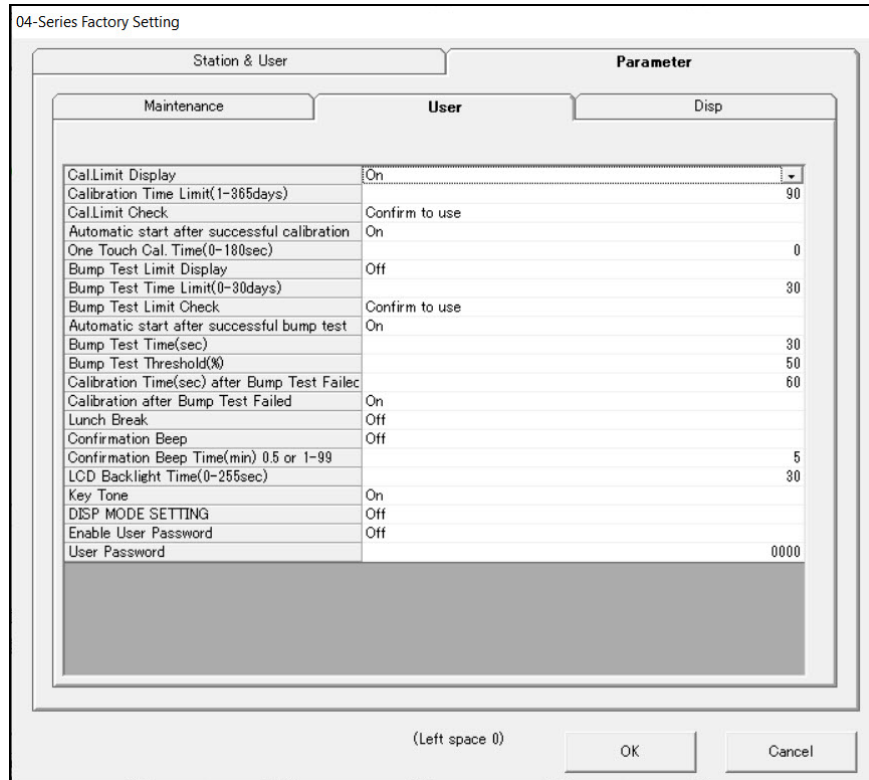 04-Series Factory Setting
Station & User Parameter
Maintenance User Disp
Cal.Limit Display On
Calibration Time Limit(1-365days) 90
Cal.Limit Check Confirm to use
Automatic start after successful calibration On
One Touch Cal. Time(0-180sec) 0
Bump Test Limit Display Off
Bump Test Time Limit(0-30days) 30
Bump Test Limit Check Confirm to use
Automatic start after successful bump test On
Bump Test Time(sec) 30
Bump Test Threshold(%) 50
Calibration Time(sec) after Bump Test Failec 60
Calibration after Bump Test Failed On
Lunch Break Off
Confirmation Beep Off
Confirmation Beep Time(min) 0.5 or 1-99 5
LCD Backlight Time(0-255sec) 30
Key Tone On
DISP MODE SETTING Off
Enable User Password Off
User Password 0000
(Left space 0) OK Cancel